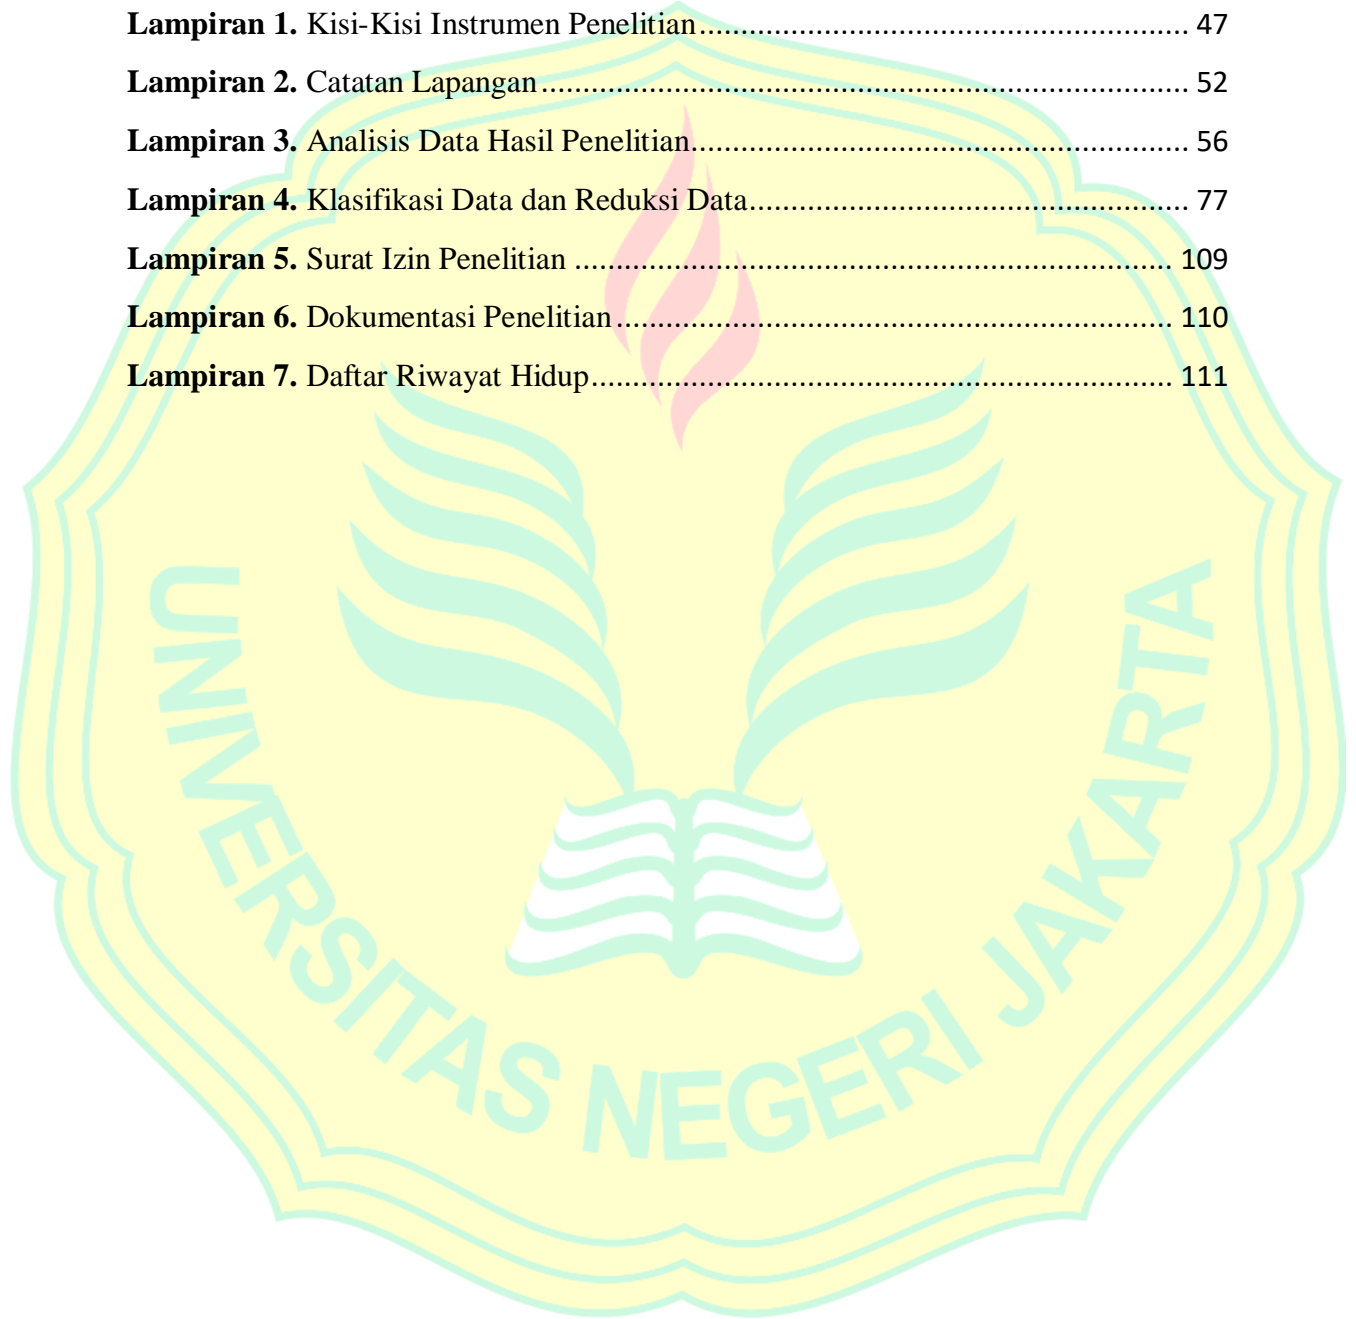 Lampiran 1. Kisi-Kisi Instrumen Penelitian.............................................................. 47
Lampiran 2. Catatan Lapangan.................................................................................. 52
Lampiran 3. Analisis Data Hasil Penelitian............................................................... 56
Lampiran 4. Klasifikasi Data dan Reduksi Data........................................................ 77
Lampiran 5. Surat Izin Penelitian ........................................................................... 109
Lampiran 6. Dokumentasi Penelitian...................................................................... 110
Lampiran 7. Daftar Riwayat Hidup......................................................................... 111
UNIVERSITAS NEGERI JAKARTA